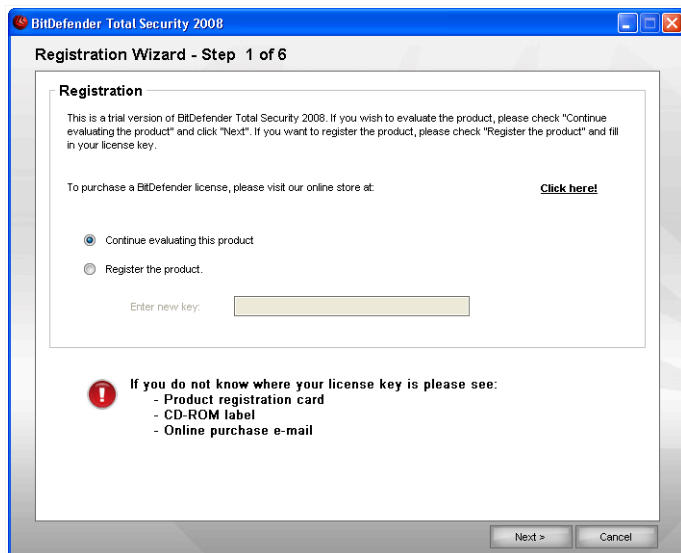 BitDefender Total Security 2008
Registration Wizard - Step 1 of 6
Registration
This is a trial version of BitDefender Total Security 2008. If you wish to evaluate the product, please check "Continue
evaluating the product" and click "Next". If you want to register the product, please check "Register the product" and fill
in your license key.
To purchase a BitDefender license, please visit our online store at: Click here!
Continue evaluating this product
Register the product.
Enter new key:
If you do not know where your license key is please see:
- Product registration card
- CD-ROM label
- Online purchase e-mail
Next > Cancel